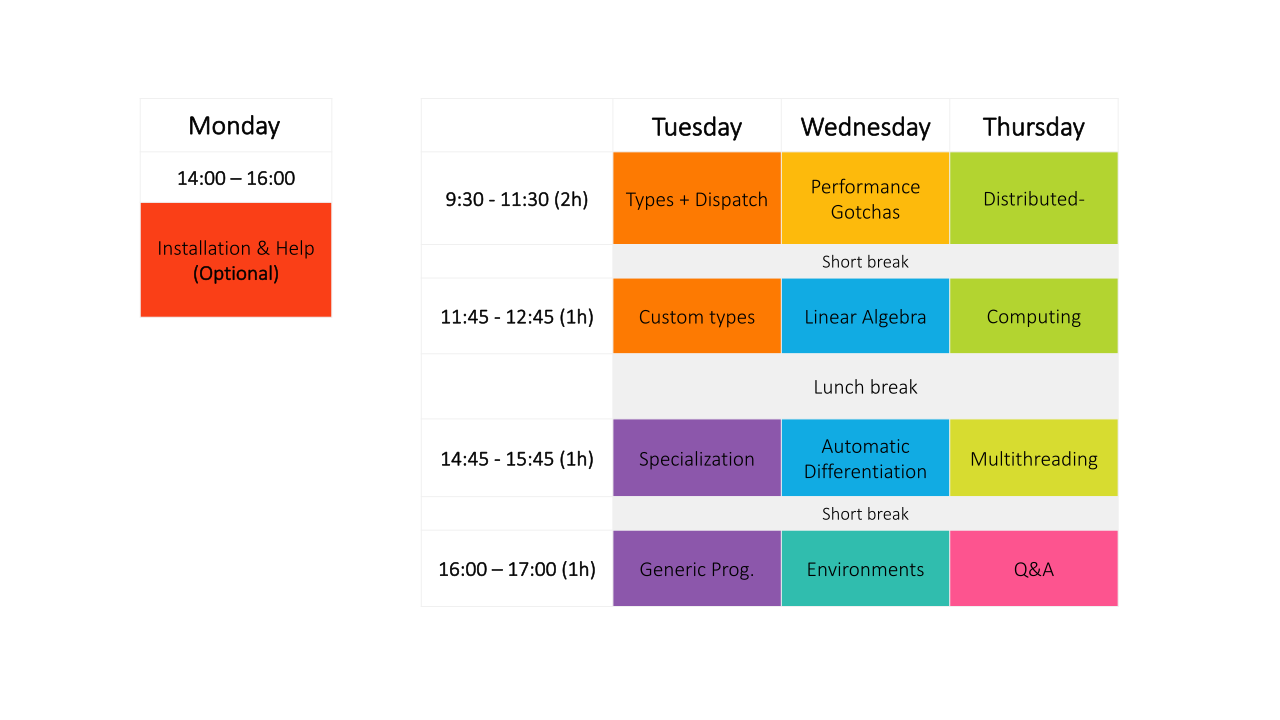 Monday
14:00 – 16:00
Installation & Help
(Optional)
Tuesday Wednesday Thursday
9:30 - 11:30 (2h)
Types + Dispatch
Performance
Gotchas
Distributed-
Short break
11:45 - 12:45 (1h)
Custom types
Linear Algebra
Computing
Lunch break
14:45 - 15:45 (1h)
Specialization
Automatic
Differentiation
Multithreading
Short break
16:00 – 17:00 (1h)
Generic Prog.
Environments
Q&A